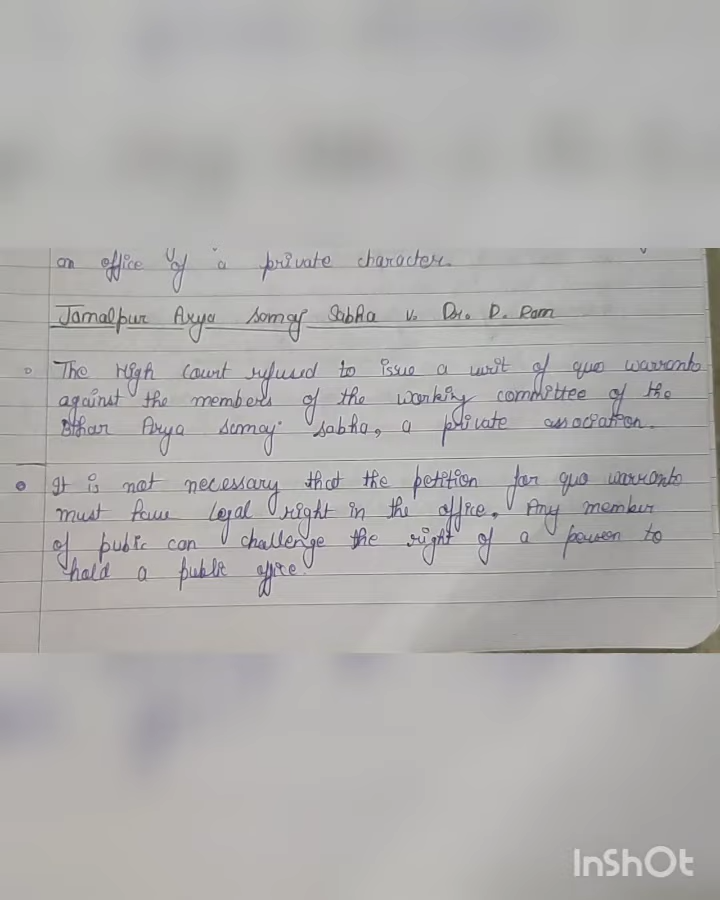 an office of a private character.
Jamalpur Arya Samaj Sabha v. Dr. D. Ram
The High Court refused to issue a writ of quo warranto
against the members of the working committee of the
Bihar Arya Samaj Sabha, a private association.
It is not necessary that the petition for quo warranto
must have legal right in the office. Any member
of public can challenge the right of a person to
hold a public office.
InShOt